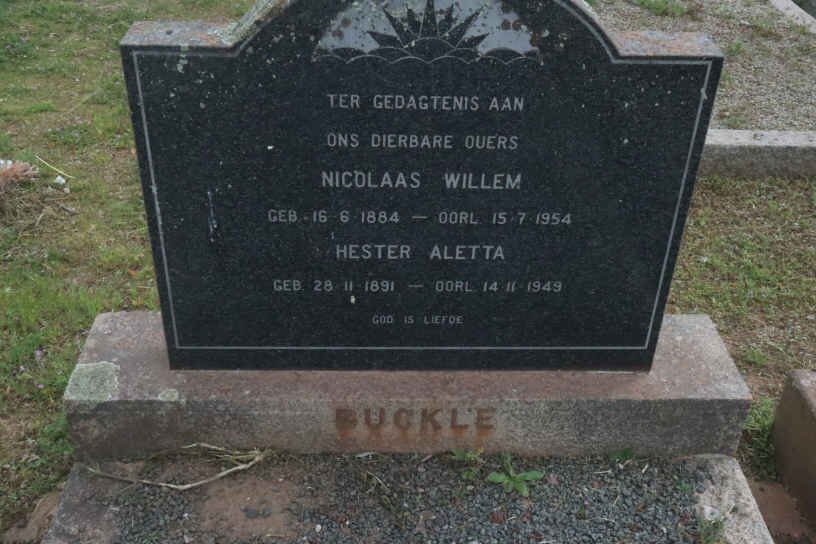 TER GEDAGTENIS AAN
ONS DIERBARE OUERS
NICOLAAS WILLEM
GEB. 16 6 1884 — OORL 15 7 1954
HESTER ALETTA
GEB. 28 11 1891 — OORL 14 11 1949
GOD IS LIEFDE
BUCKLE